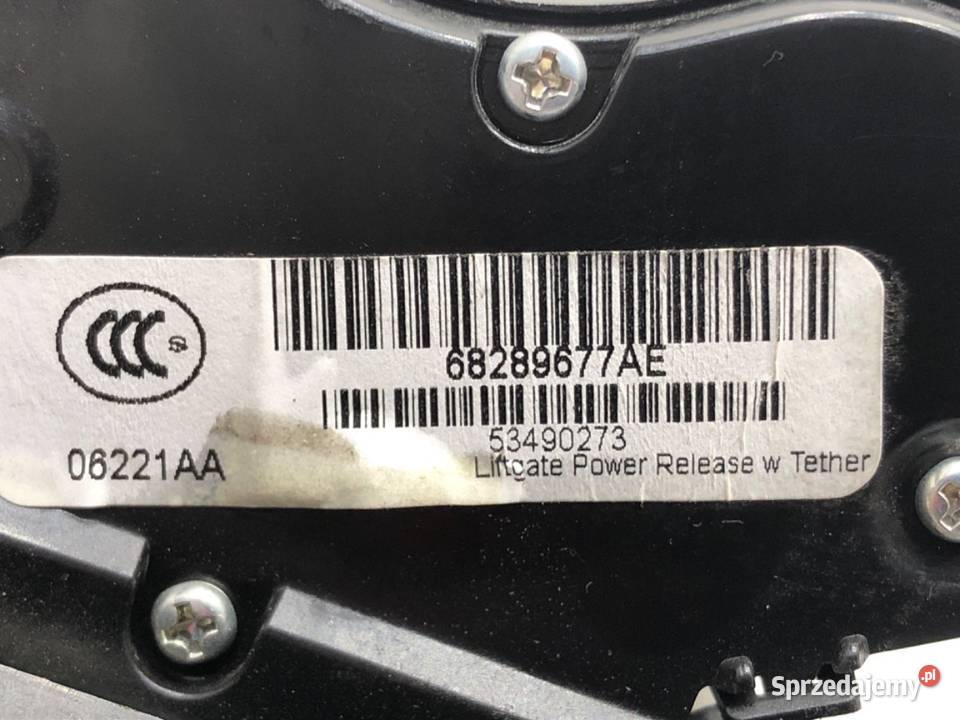 CCC S
68289677AE
53490273
06221AA
Liftgate Power Release w Tether
Sprzedajemy.pl